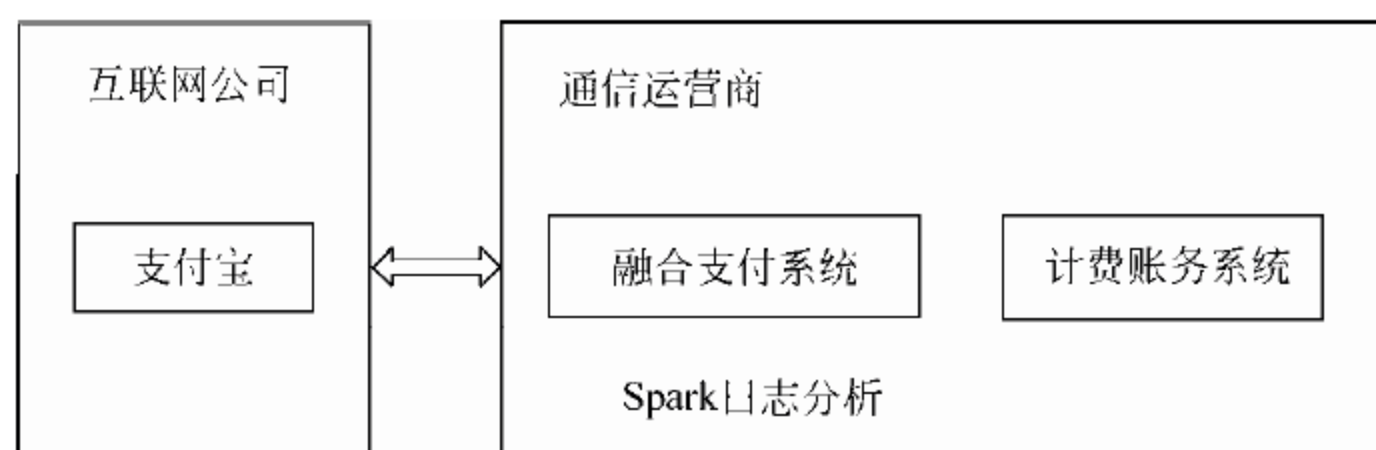 互联网公司
通信运营商
支付宝
融合支付系统
计费账务系统
Spark日志分析